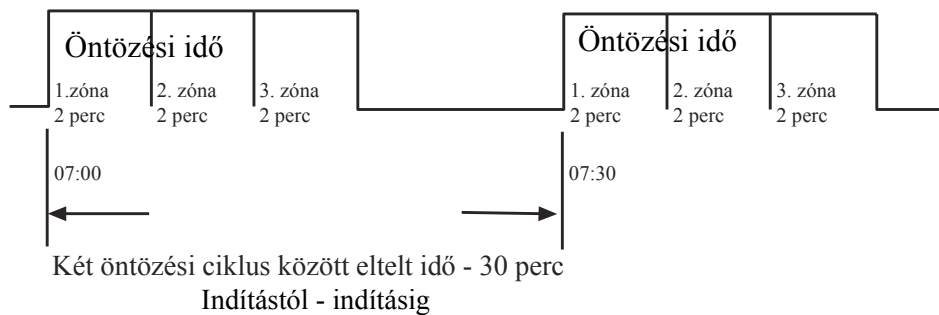 Öntözési idő
Öntözési idő
1.zóna 2. zóna 3. zóna
2 perc 2 perc 2 perc
1. zóna 2. zóna 3. zóna
2 perc 2 perc 2 perc
07:00
07:30
Két öntözési ciklus között eltelt idő - 30 perc
Indítástól - indításig